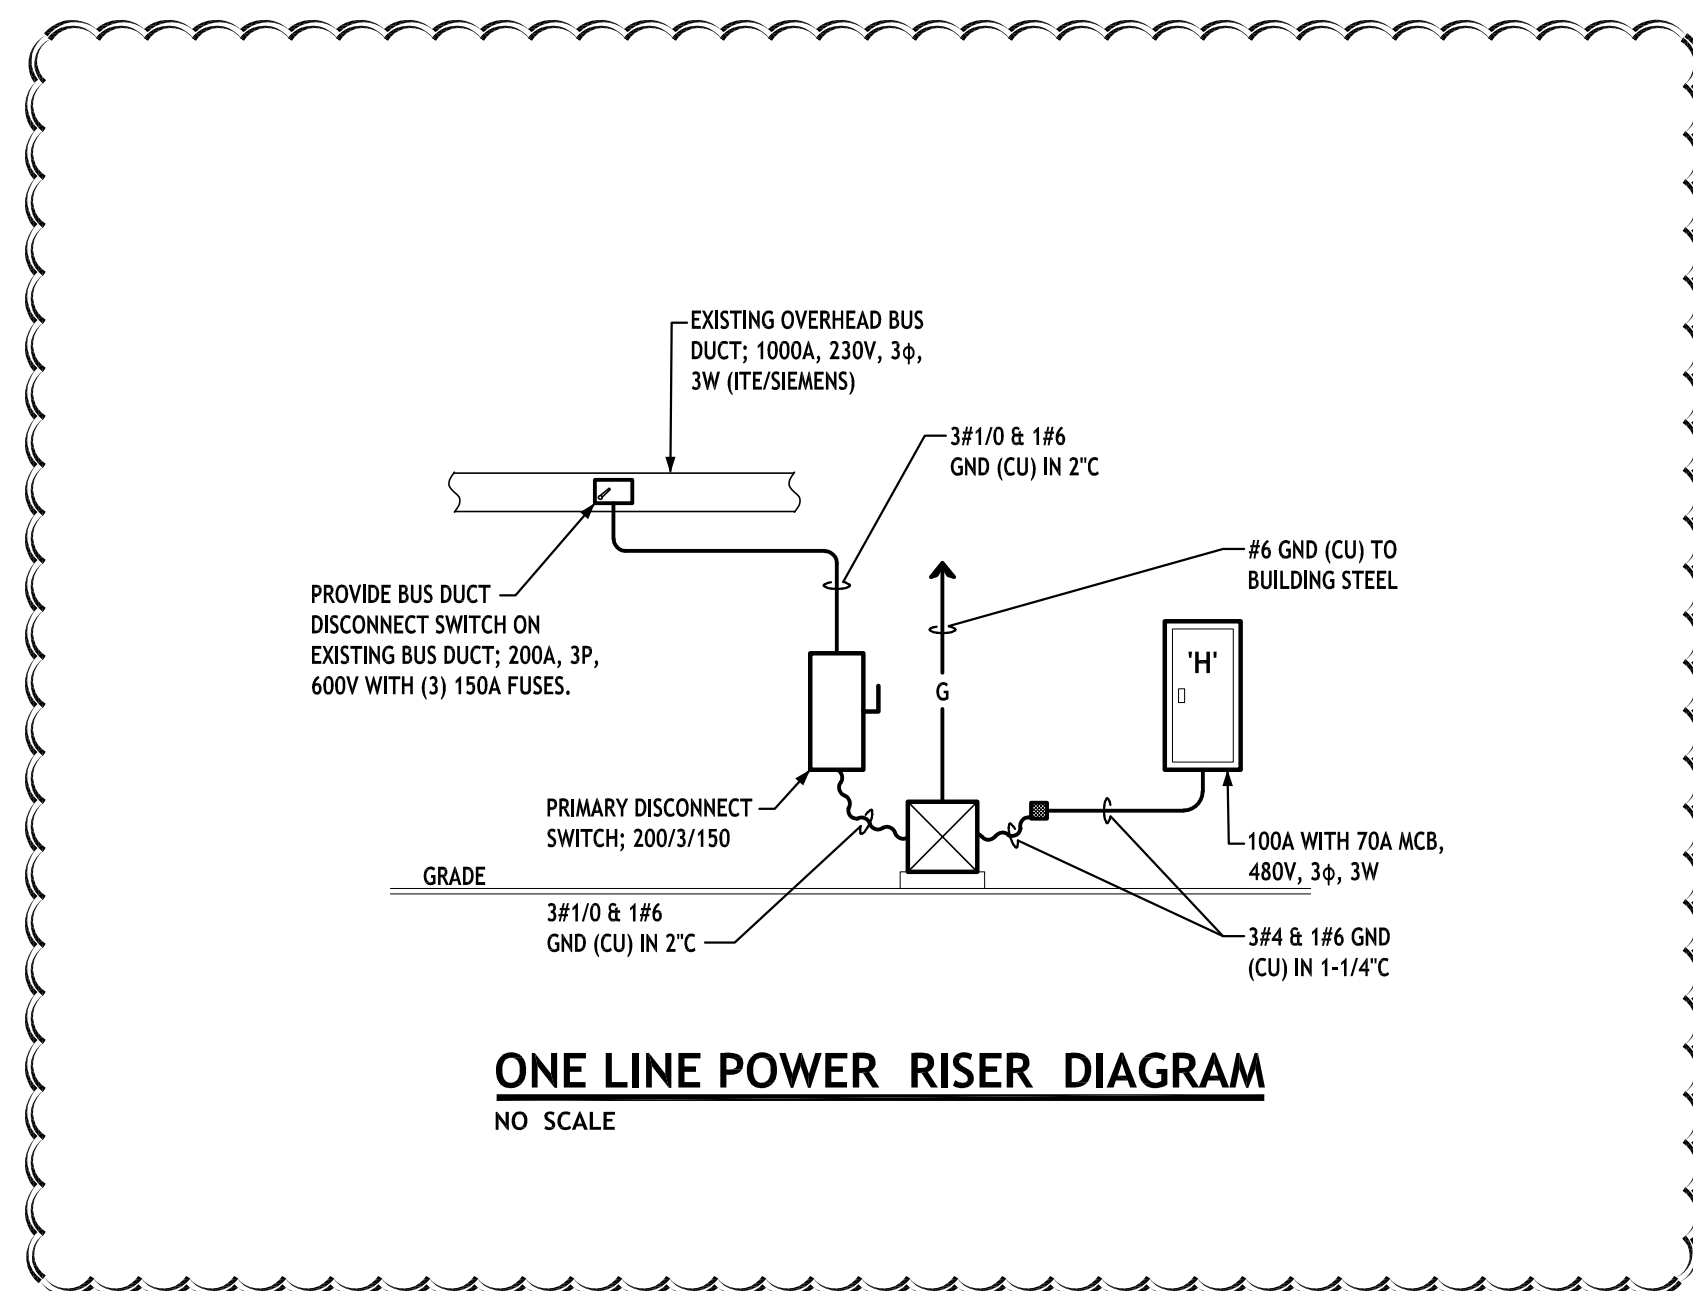 EXISTING OVERHEAD BUS
DUCT; 1000A, 230V, 3ϕ,
3W (ITE/SIEMENS)
3#1/0 & 1#6
GND (CU) IN 2"C
#6 GND (CU) TO
BUILDING STEEL
PROVIDE BUS DUCT
DISCONNECT SWITCH ON
EXISTING BUS DUCT; 200A, 3P,
600V WITH (3) 150A FUSES.
'H'
G
PRIMARY DISCONNECT
SWITCH; 200/3/150
100A WITH 70A MCB,
480V, 3ϕ, 3W
GRADE
3#1/0 & 1#6
GND (CU) IN 2"C
3#4 & 1#6 GND
(CU) IN 1-1/4"C
ONE LINE POWER RISER DIAGRAM
NO SCALE